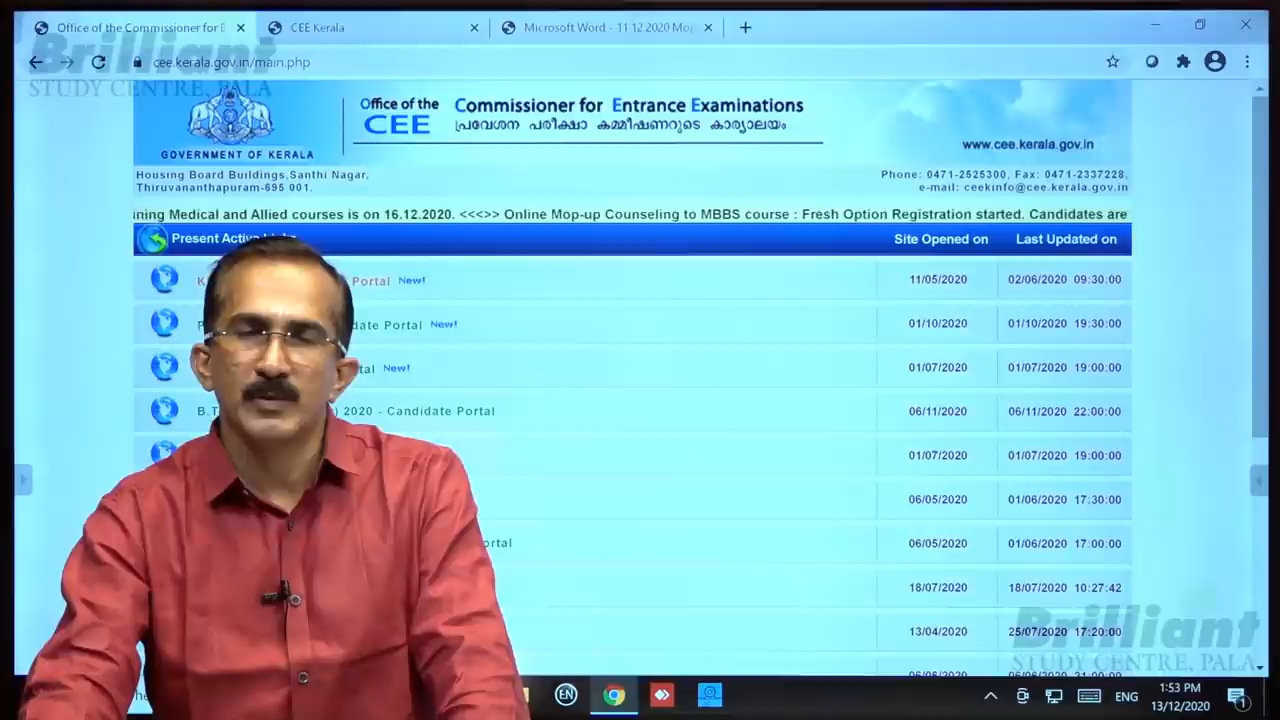 Office of the Commissioner for E
CEE Kerala
Microsoft Word - 11 12 2020 Mop
Brilliant
STUDY CENTRE, PALA
cee.kerala.gov.in/main.php
GOVERNMENT OF KERALA
Office of the
CEE
Commissioner for Entrance Examinations
പ്രവേശന പരീക്ഷാ കമ്മീഷണറുടെ കാര്യാലയം
www.cee.kerala.gov.in
Housing Board Buildings,Santhi Nagar,
Thiruvananthapuram-695 001.
Phone: 0471-2525300, Fax: 0471-2337228,
e-mail: ceekinfo@cee.kerala.gov.in
ining Medical and Allied courses is on 16.12.2020. <<<>> Online Mop-up Counseling to MBBS course : Fresh Option Registration started. Candidates are
Present Active Links Site Opened on Last Updated on
K Portal New! 11/05/2020 02/06/2020 09:30:00
P date Portal New! 01/10/2020 01/10/2020 19:30:00
tal New! 01/07/2020 01/07/2020 19:00:00
B.T ) 2020 - Candidate Portal 06/11/2020 06/11/2020 22:00:00
01/07/2020 01/07/2020 19:00:00
06/05/2020 01/06/2020 17:30:00
ortal 06/05/2020 01/06/2020 17:00:00
18/07/2020 18/07/2020 10:27:42
13/04/2020 25/07/2020 17:20:00
Brilliant
STUDY CENTRE, PALA
he
EN
ENG
1:53 PM
13/12/2020
1